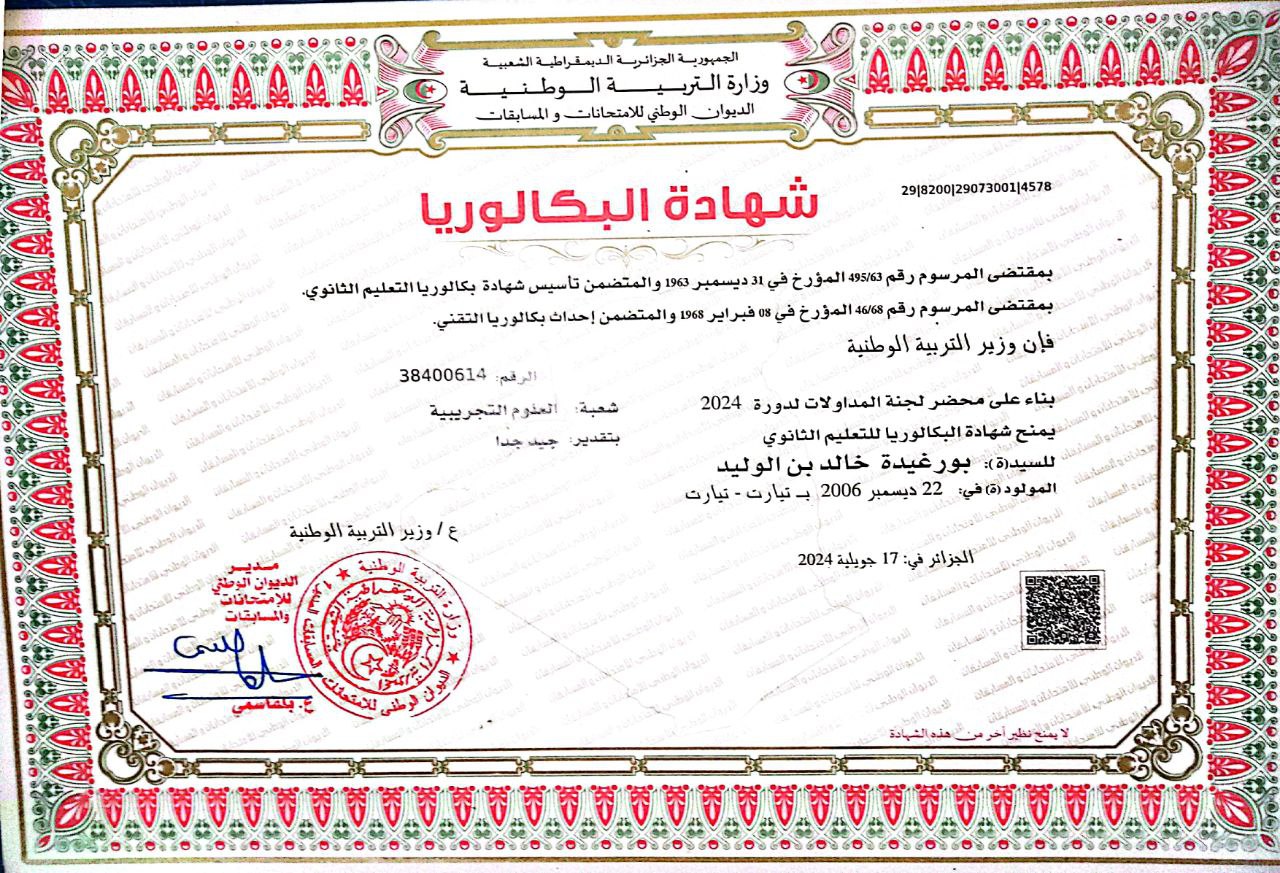 الجمهورية الجزائرية الديمقراطية الشعبية
وزارة التربية الوطنية
الديوان الوطني للامتحانات و المسابقات
29|8200|29073001|4578
شهادة البكالوريا
بمقتضى المرسوم رقم 495/63 المؤرخ في 31 ديسمبر 1963 والمتضمن تأسيس شهادة بكالوريا التعليم الثانوي.
بمقتضى المرسوم رقم 46/68 المؤرخ في 08 فبراير 1968 والمتضمن إحداث بكالوريا التقني.
فإن وزير التربية الوطنية
الرقم: 38400614
بناء على محضر لجنة المداولات لدورة 2024 شعبة: العلوم التجريبية
يمنح شهادة البكالوريا للتعليم الثانوي بتقدير: جيد جدا
للسيد(ة): بورغيدة خالد بن الوليد
المولود(ة) في: 22 ديسمبر 2006 بـ تيارت - تيارت
ع / وزير التربية الوطنية
الجزائر في: 17 جويلية 2024
مدير
الديوان الوطني
للامتحانات
والمسابقات
ع. بلقاسمي
وزارة التربية الوطنية
الديوان الوطني للامتحانات
لا يمنح نظير آخر من هذه الشهادة